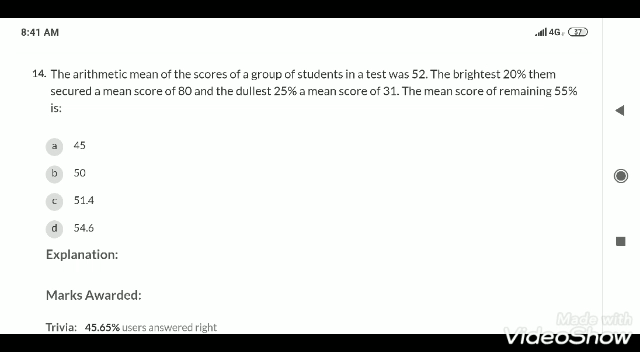 8:41 AM
4G
37
14. The arithmetic mean of the scores of a group of students in a test was 52. The brightest 20% them
secured a mean score of 80 and the dullest 25% a mean score of 31. The mean score of remaining 55%
is:
a 45
b 50
c 51.4
d 54.6
Explanation:
Marks Awarded:
Trivia: 45.65% users answered right
Made with
VideoShow